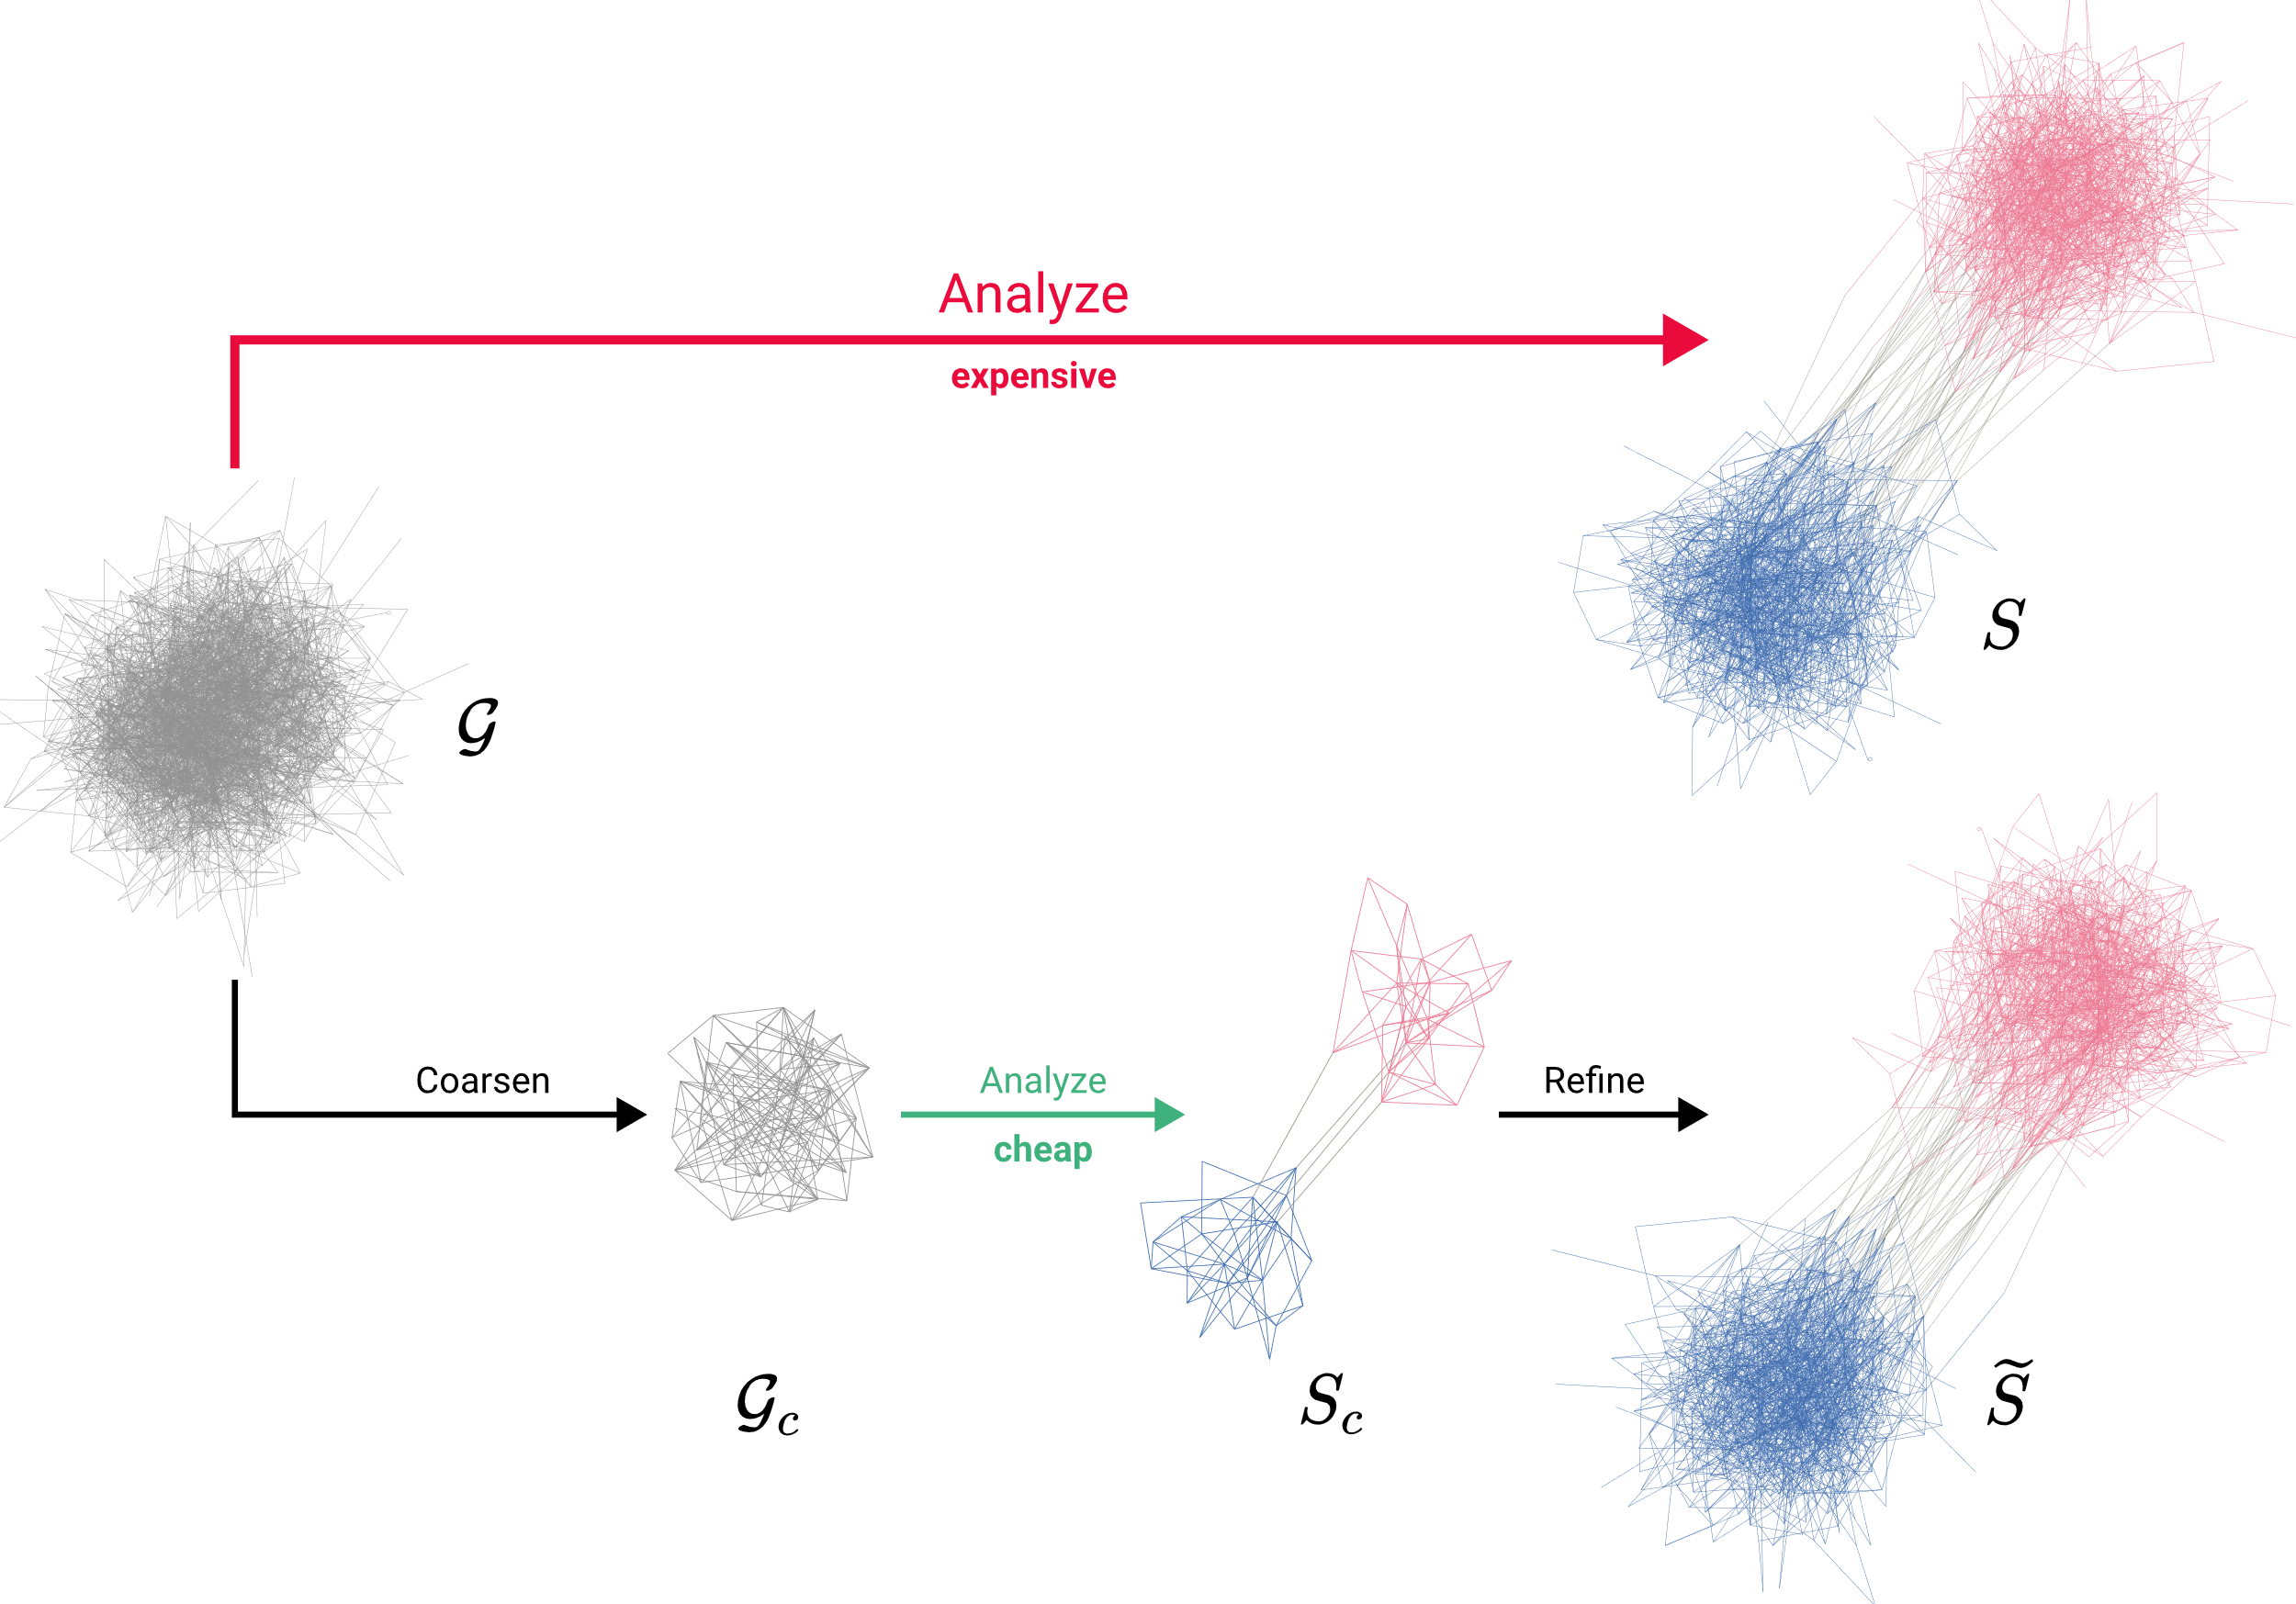 Analyze
expensive
S
𝒢
Coarsen
Analyze
cheap
Refine
𝒢c
Sc
S̃